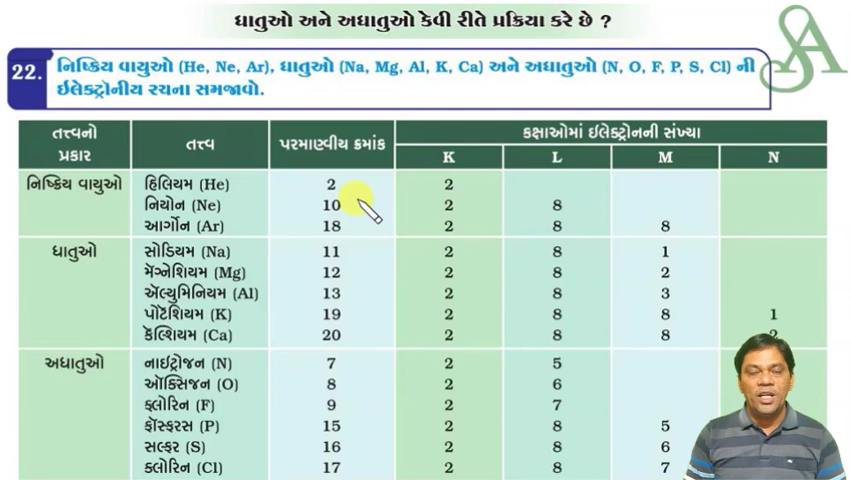 ધાતુઓ અને અધાતુઓ કેવી રીતે પ્રક્રિયા કરે છે ?
22. નિષ્ક્રિય વાયુઓ (He, Ne, Ar), ધાતુઓ (Na, Mg, Al, K, Ca) અને અધાતુઓ (N, O, F, P, S, Cl) ની
ઇલેક્ટ્રોનીય રચના સમજાવો.
તત્ત્વનો પ્રકાર તત્ત્વ પરમાણ્વીય ક્રમાંક કક્ષાઓમાં ઇલેક્ટ્રોનની સંખ્યા
K L M N
નિષ્ક્રિય વાયુઓ હિલિયમ (He) 2 2
નિયોન (Ne) 10 2 8
આર્ગોન (Ar) 18 2 8 8
ધાતુઓ સોડિયમ (Na) 11 2 8 1
મૅગ્નેશિયમ (Mg) 12 2 8 2
ઍલ્યુમિનિયમ (Al) 13 2 8 3
પોટૅશિયમ (K) 19 2 8 8 1
કૅલ્શિયમ (Ca) 20 2 8 8 2
અધાતુઓ નાઇટ્રોજન (N) 7 2 5
ઑક્સિજન (O) 8 2 6
ફ્લોરિન (F) 9 2 7
ફૉસ્ફરસ (P) 15 2 8 5
સલ્ફર (S) 16 2 8 6
ક્લોરિન (Cl) 17 2 8 7